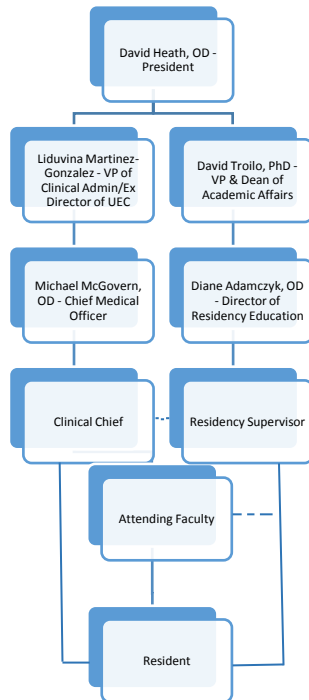 David Heath, OD -
President
Liduvina Martinez-
Gonzalez - VP of
Clinical Admin/Ex
Director of UEC
David Troilo, PhD -
VP & Dean of
Academic Affairs
Michael McGovern,
OD - Chief Medical
Officer
Diane Adamczyk, OD
- Director of
Residency Education
Clinical Chief
Residency Supervisor
Attending Faculty
Resident